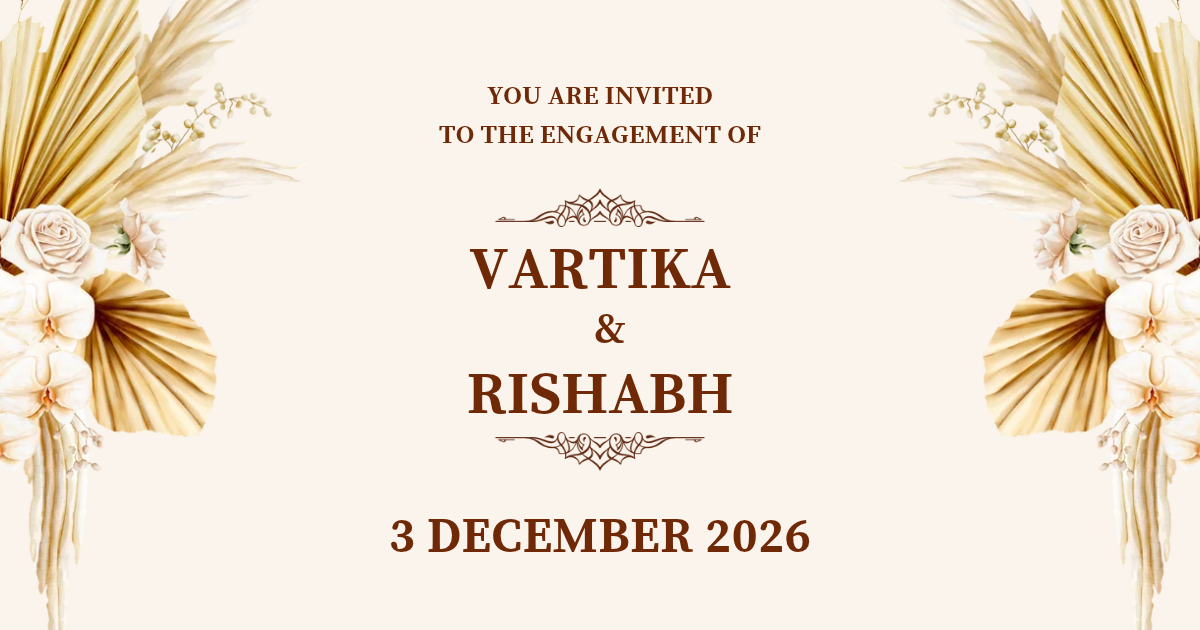 YOU ARE INVITED
TO THE ENGAGEMENT OF
VARTIKA
&
RISHABH
3 DECEMBER 2026